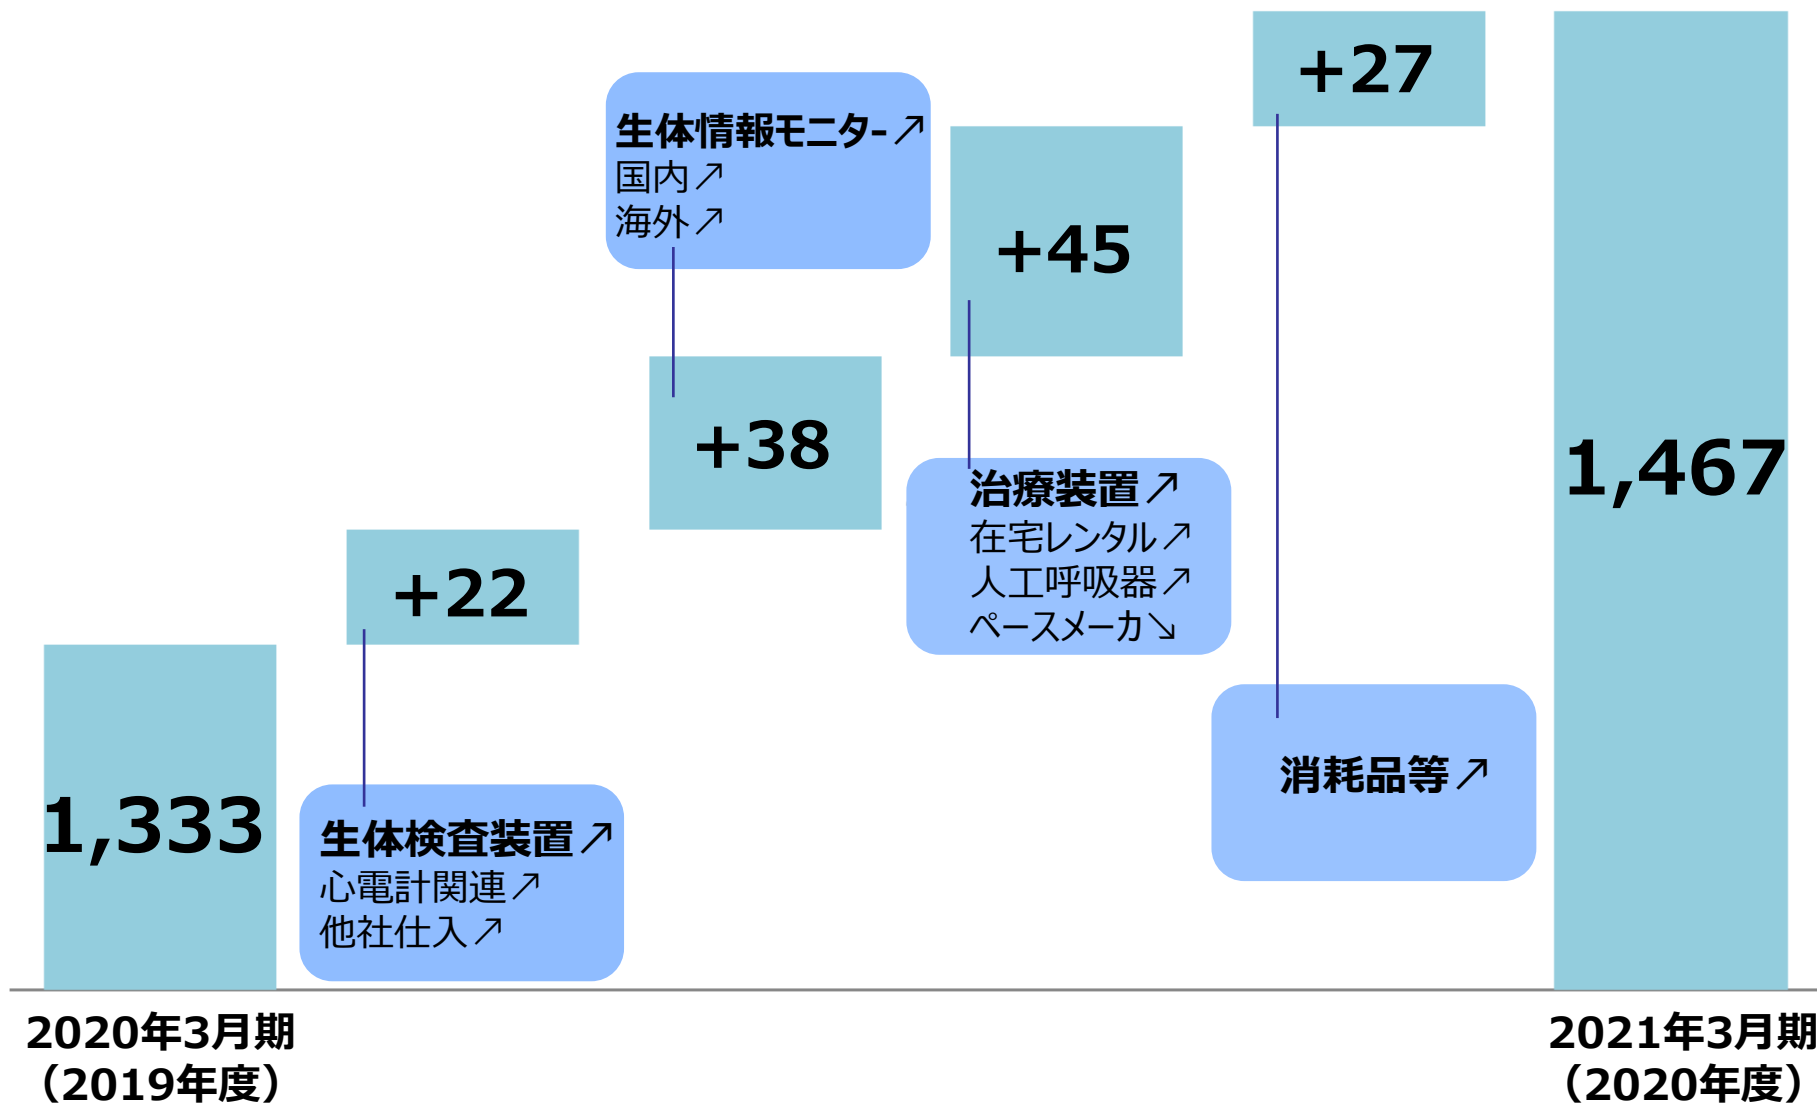 +27
生体情報モニター↗
国内↗
海外↗
+45
+38
1,467
治療装置↗
在宅レンタル↗
人工呼吸器↗
ペースメーカ↘
+22
消耗品等↗
1,333
生体検査装置↗
心電計関連↗
他社仕入↗
2020年3月期
（2019年度）
2021年3月期
（2020年度）